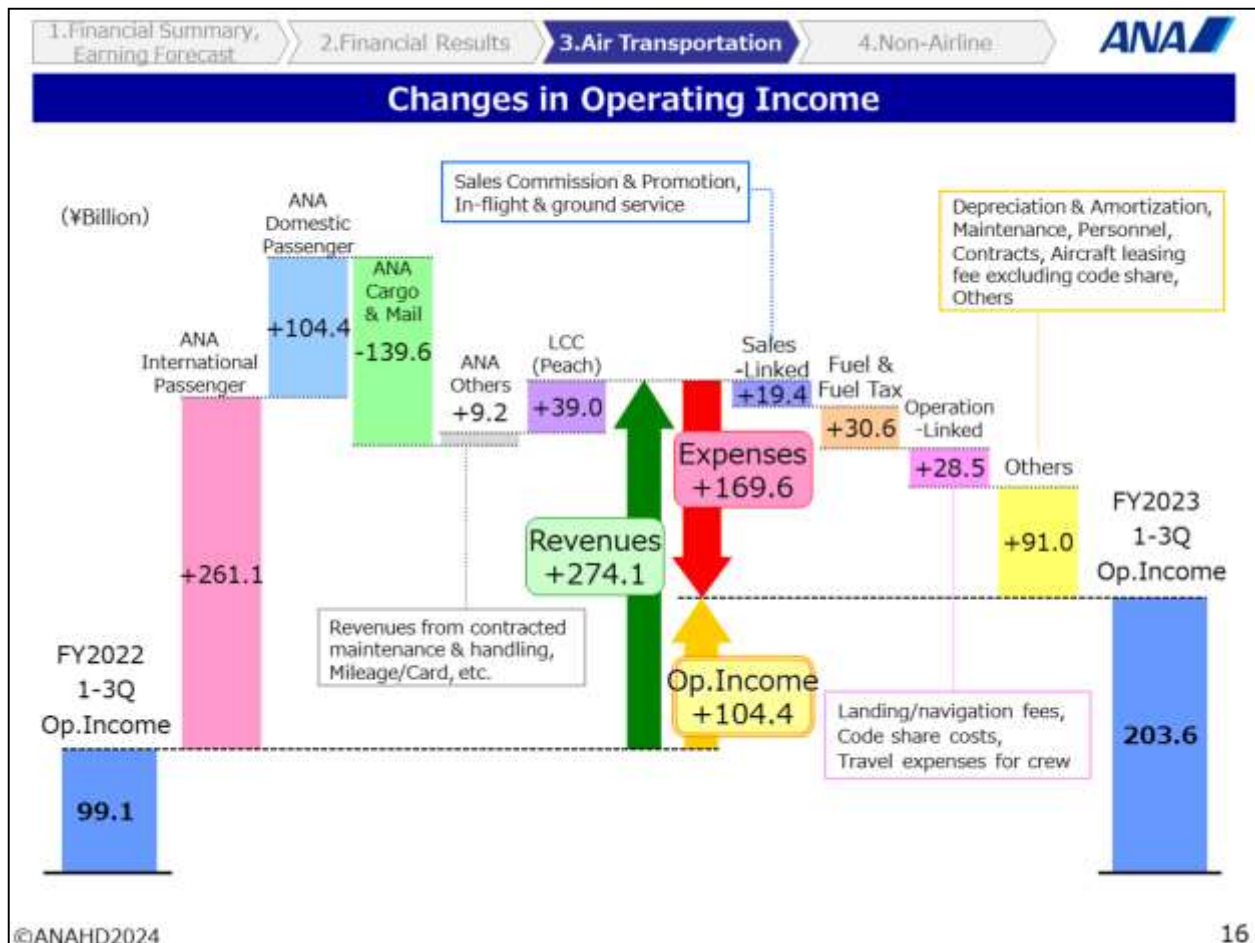 1.Financial Summary,
Earning Forecast
2.Financial Results
3.Air Transportation
4.Non-Airline
ANA
Changes in Operating Income
(¥Billion)
Sales Commission & Promotion,
In-flight & ground service
Depreciation & Amortization,
Maintenance, Personnel,
Contracts, Aircraft leasing
fee excluding code share,
Others
ANA
Domestic
Passenger
+104.4
ANA
Cargo
& Mail
-139.6
ANA
International
Passenger
+261.1
ANA
Others
+9.2
LCC
(Peach)
+39.0
Sales
-Linked
+19.4
Fuel &
Fuel Tax
+30.6
Operation
-Linked
+28.5
Others
+91.0
Expenses
+169.6
Revenues
+274.1
Op.Income
+104.4
Revenues from contracted
maintenance & handling,
Mileage/Card, etc.
Landing/navigation fees,
Code share costs,
Travel expenses for crew
FY2022
1-3Q
Op.Income
99.1
FY2023
1-3Q
Op.Income
203.6
©ANAHD2024
16